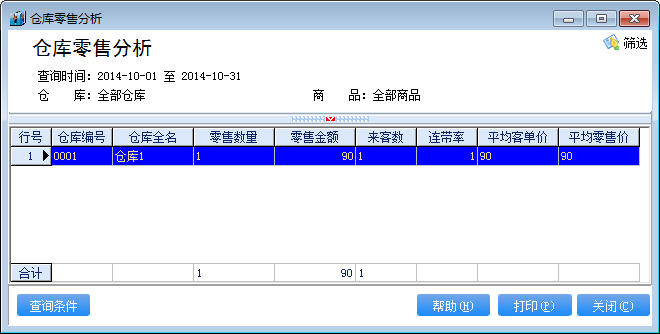 仓库零售分析
仓库零售分析
筛选
查询时间：2014-10-01 至 2014-10-31
仓 库：全部仓库 商 品：全部商品
行号 仓库编号 仓库全名 零售数量 零售金额 来客数 连带率 平均客单价 平均零售价
1 0001 仓库1 1 90 1 1 90 90
合计 1 90 1
查询条件 帮助(H) 打印(P) 关闭(C)